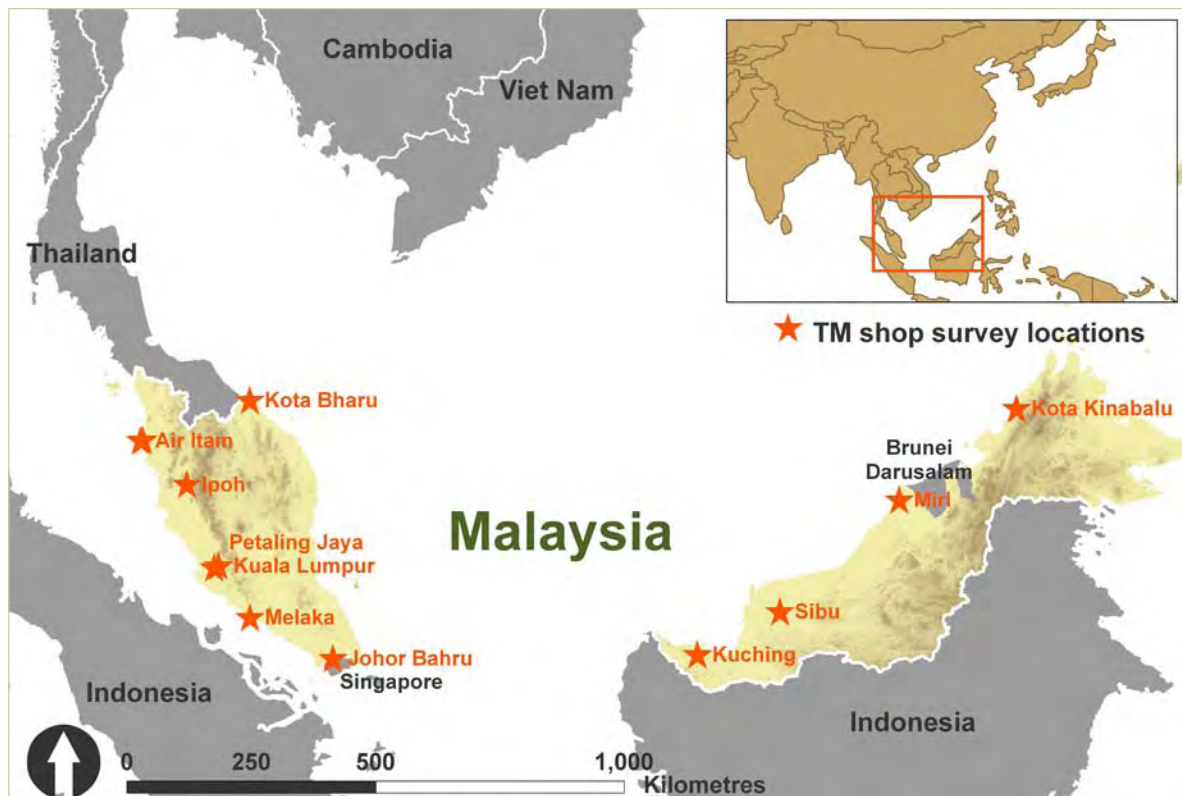 Cambodia
Viet Nam
Thailand
TM shop survey locations
Kota Bharu
Kota Kinabalu
Air Itam
Brunei
Darusalam
Ipoh
Miri
Malaysia
Petaling Jaya
Kuala Lumpur
Melaka
Sibu
Johor Bahru
Kuching
Singapore
Indonesia
Indonesia
0 250 500 1,000
Kilometres